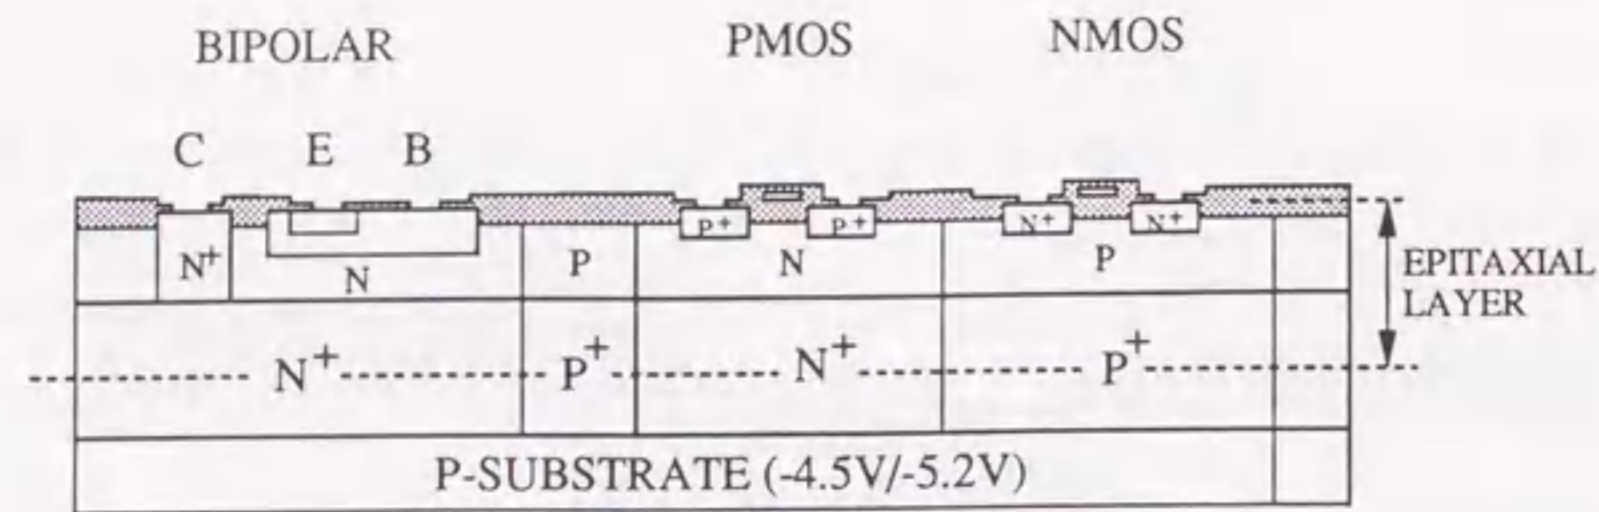 BIPOLAR PMOS NMOS
C E B
P+ P+ N+ N+
N+ N P N P
EPITAXIAL
LAYER
N+ P+ N+ P+
P-SUBSTRATE (-4.5V/-5.2V)